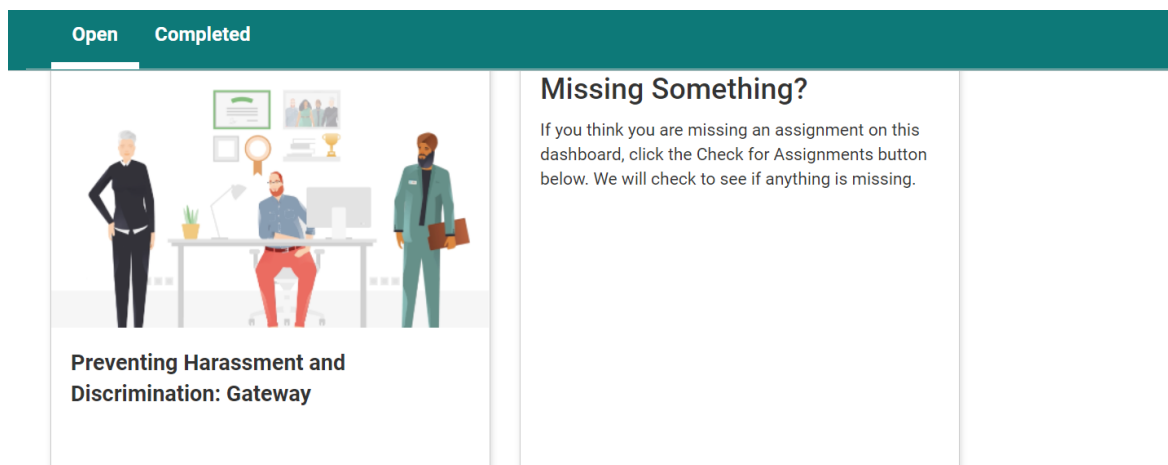 Open Completed
Preventing Harassment and
Discrimination: Gateway
Missing Something?
If you think you are missing an assignment on this
dashboard, click the Check for Assignments button
below. We will check to see if anything is missing.